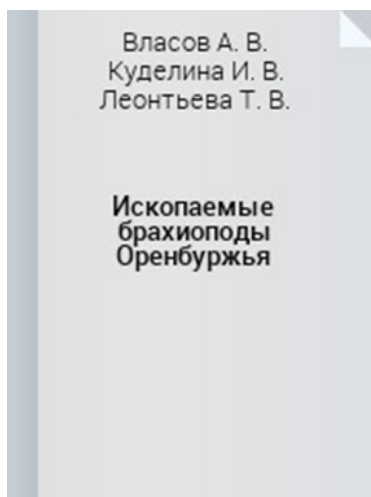 Власов А. В.
Куделина И. В.
Леонтьева Т. В.
Ископаемые
брахиоподы
Оренбуржья